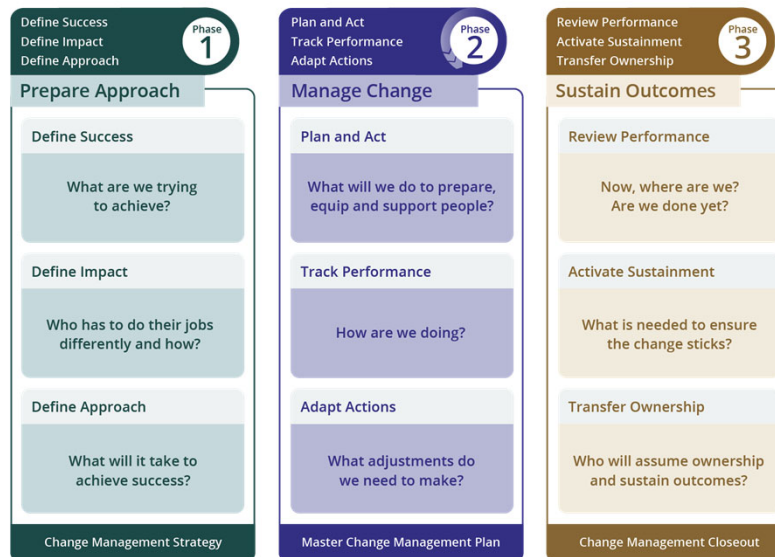 Define Success
Define Impact
Define Approach
Phase
1
Prepare Approach
Define Success
What are we trying
to achieve?
Define Impact
Who has to do their jobs
differently and how?
Define Approach
What will it take to
achieve success?
Change Management Strategy
Plan and Act
Track Performance
Adapt Actions
Phase
2
Manage Change
Plan and Act
What will we do to prepare,
equip and support people?
Track Performance
How are we doing?
Adapt Actions
What adjustments do
we need to make?
Master Change Management Plan
Review Performance
Activate Sustainment
Transfer Ownership
Phase
3
Sustain Outcomes
Review Performance
Now, where are we?
Are we done yet?
Activate Sustainment
What is needed to ensure
the change sticks?
Transfer Ownership
Who will assume ownership
and sustain outcomes?
Change Management Closeout